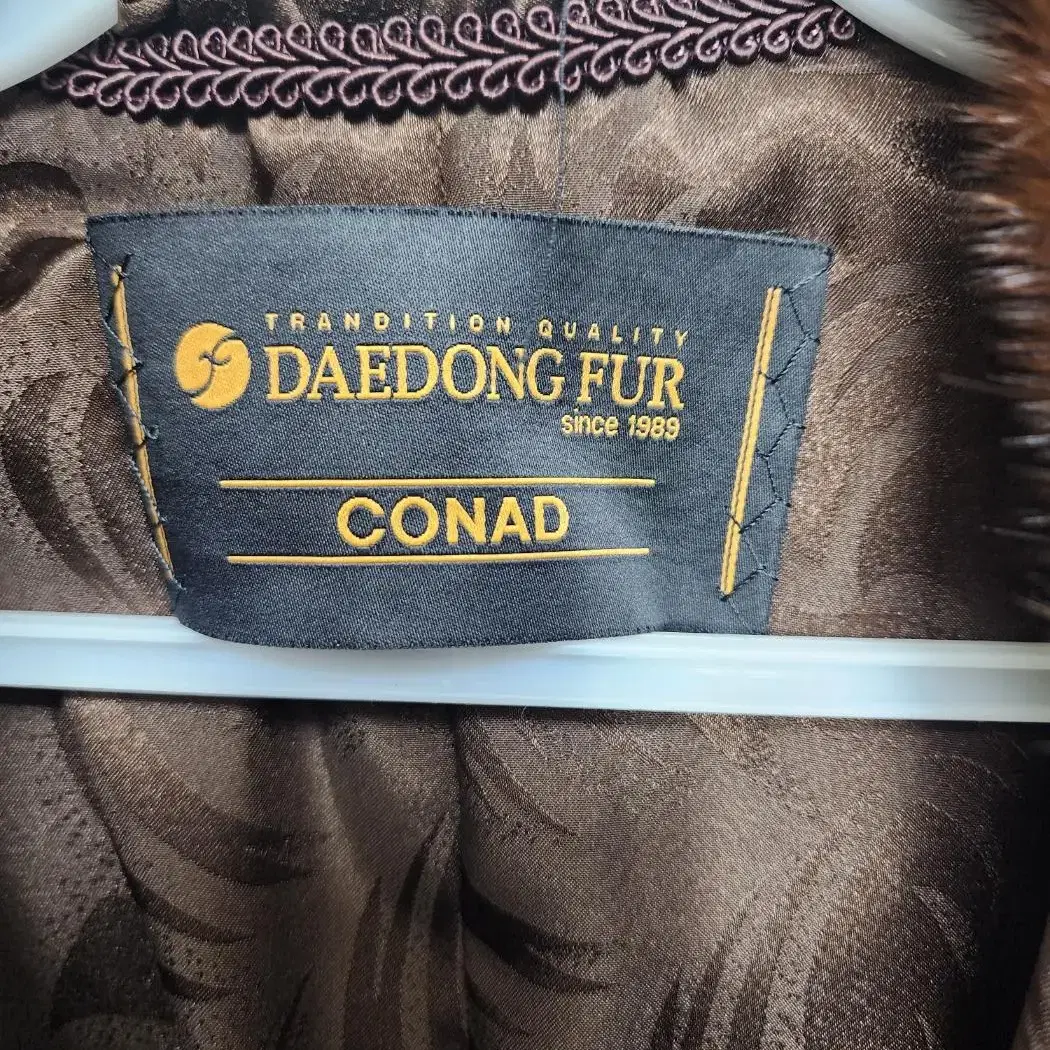 TRANDITION QUALITY
DAEDONG FUR
since 1989
CONAD